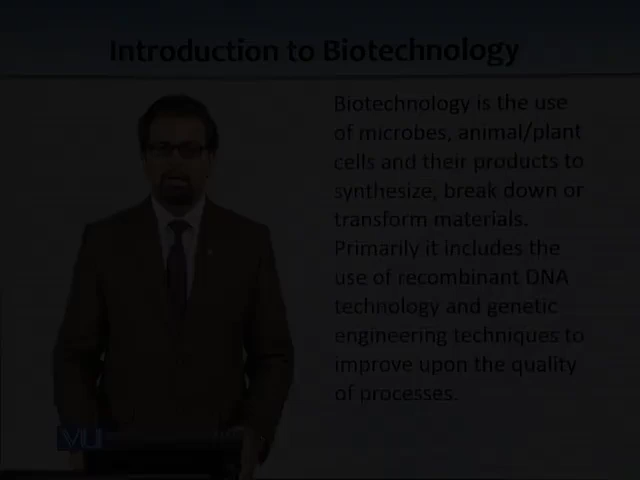 Introduction to Biotechnology
Biotechnology is the use
of microbes, animal/plant
cells and their products to
synthesize, break down or
transform materials.
Primarily it includes the
use of recombinant DNA
technology and genetic
engineering techniques to
improve upon the quality
of processes.
VU